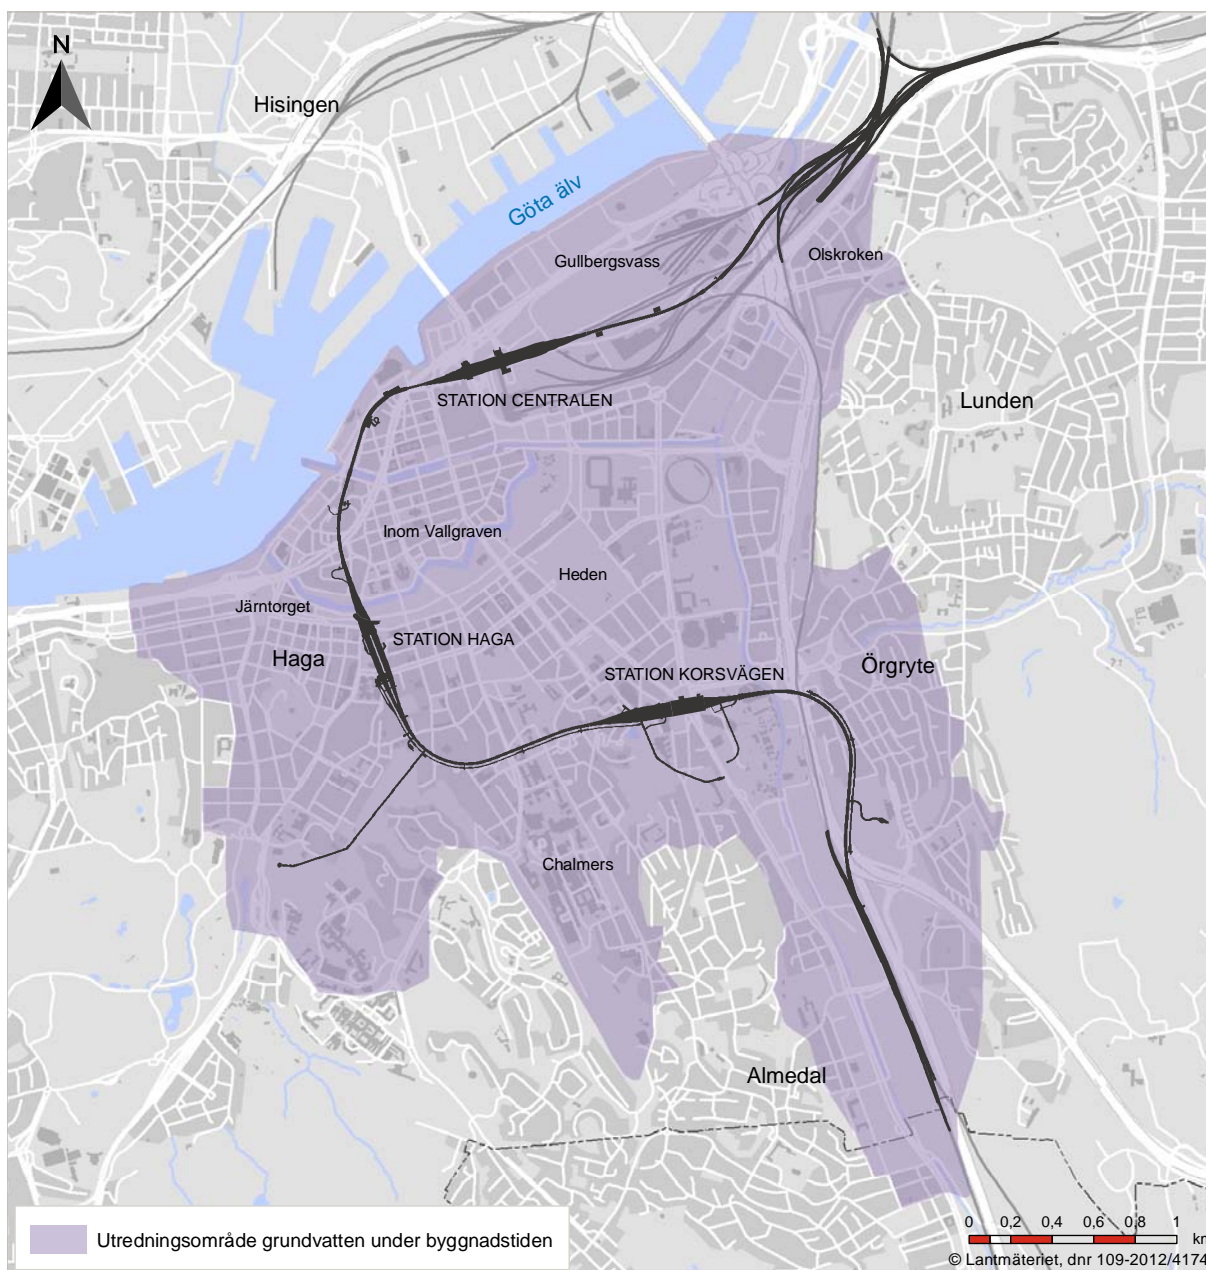 N
Hisingen
Göta älv
Gullbergsvass
Olskroken
STATION CENTRALEN
Lunden
Inom Vallgraven
Heden
Järntorget
STATION HAGA
Haga
Örgryte
STATION KORSVÄGEN
Chalmers
Almedal
0 0,2 0,4 0,6 0,8 1
km
Utredningsområde grundvatten under byggnadstiden
© Lantmäteriet, dnr 109-2012/4174